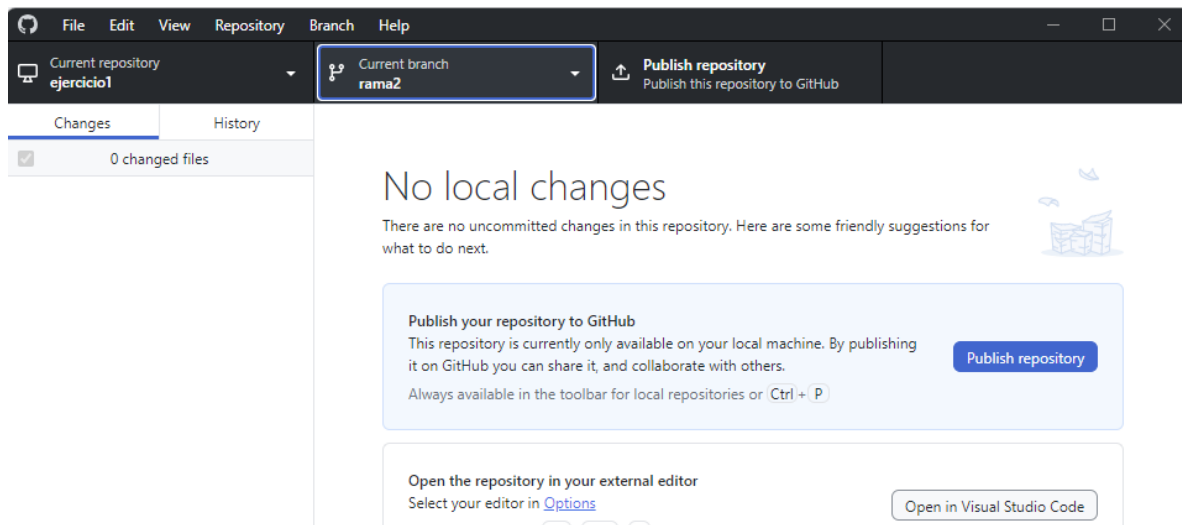 File Edit View Repository Branch Help
Current repository
ejercicio1
Current branch
rama2
Publish repository
Publish this repository to GitHub
Changes History
0 changed files
No local changes
There are no uncommitted changes in this repository. Here are some friendly suggestions for
what to do next.
Publish your repository to GitHub
This repository is currently only available on your local machine. By publishing
it on GitHub you can share it, and collaborate with others.
Always available in the toolbar for local repositories or Ctrl + P
Publish repository
Open the repository in your external editor
Select your editor in Options
Open in Visual Studio Code